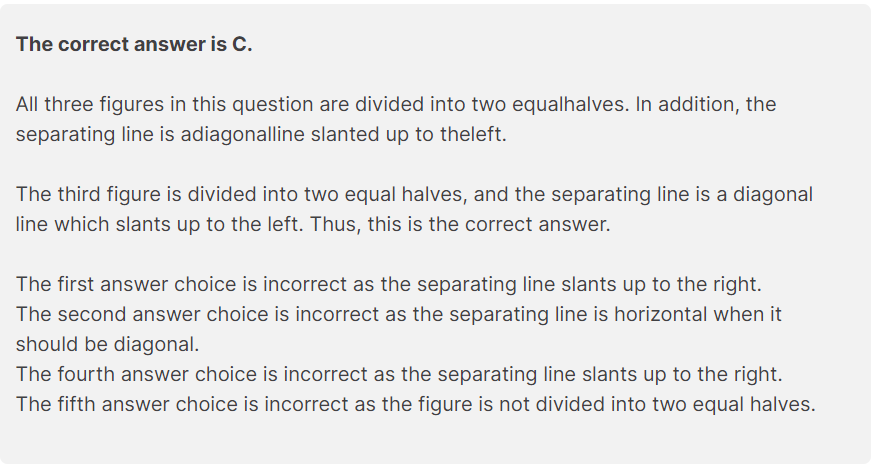 The correct answer is C.
All three figures in this question are divided into two equalhalves. In addition, the
separating line is adiagonalline slanted up to theleft.
The third figure is divided into two equal halves, and the separating line is a diagonal
line which slants up to the left. Thus, this is the correct answer.
The first answer choice is incorrect as the separating line slants up to the right.
The second answer choice is incorrect as the separating line is horizontal when it
should be diagonal.
The fourth answer choice is incorrect as the separating line slants up to the right.
The fifth answer choice is incorrect as the figure is not divided into two equal halves.